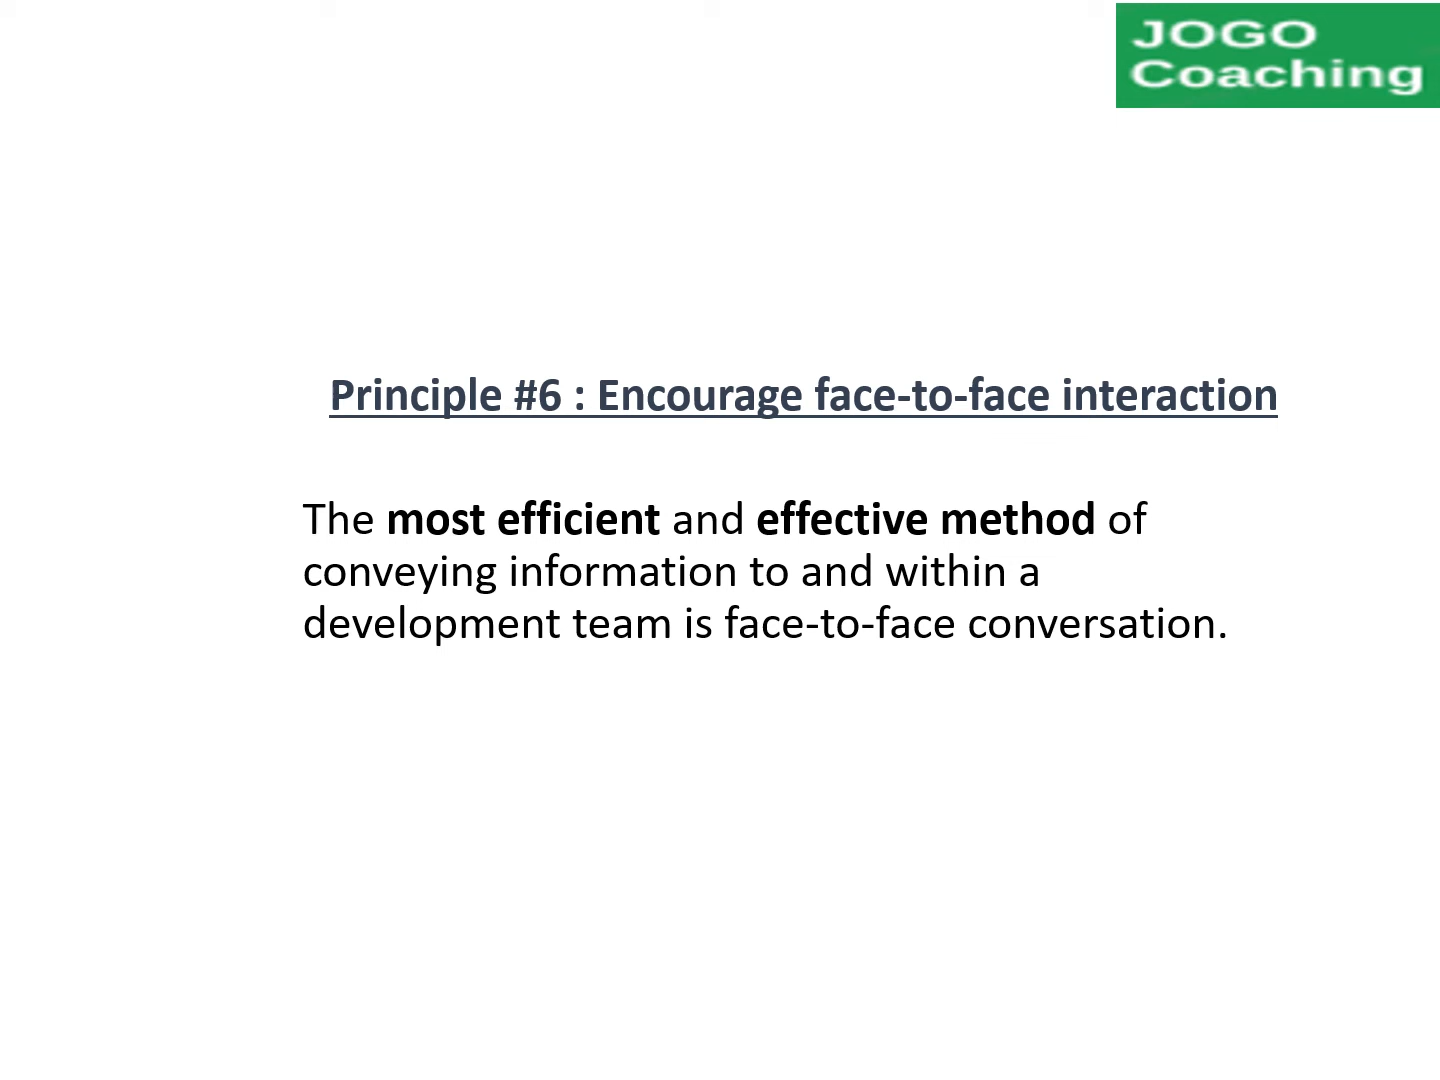 JOGO
Coaching
Principle #6 : Encourage face-to-face interaction
The most efficient and effective method of
conveying information to and within a
development team is face-to-face conversation.